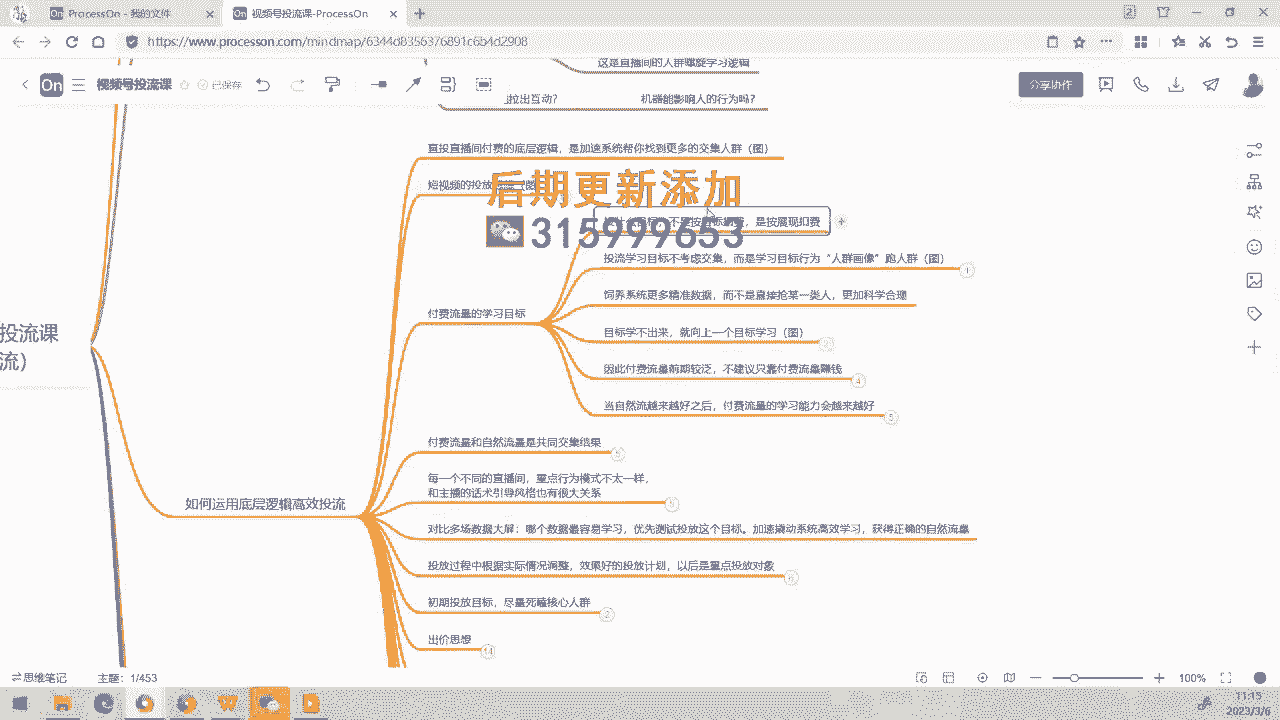 ProcessOn - 我的文件
视频号投流课-ProcessOn
https://www.processon.com/mindmap/6344d8356376891c6b4d2908
On
视频号投流课
已保存
分享协作
这是直播间的人群螺旋学习逻辑
拉出互动?
机器能影响人的行为吗?
直投直播间付费的底层逻辑,是加速系统帮你找到更多的交集人群(图)
短视频的投放
后期更新添加
315999653
不是按目标扣费,是按展现扣费
付费流量的学习目标
投流学习目标不考虑交集,而是学习目标行为“人群画像”跑人群(图)
饲养系统更多精准数据,而不是直接抢某一类人,更加科学合理
目标学不出来,就向上一个目标学习(图)
因此付费流量前期较泛,不建议只靠付费流量赚钱
4
当自然流越来越好之后,付费流量的学习能力会越来越好
投流课
流)
付费流量和自然流量是共同交集结果
每一个不同的直播间,重点行为模式不太一样,
和主播的话术引导风格也有很大关系
如何运用底层逻辑高效投流
对比多场数据大屏:哪个数据最容易学习,优先测试投放这个目标。加速撬动系统高效学习,获得正确的自然流量
投放过程中根据实际情况调整,效果好的投放计划,以后是重点投放对象
初期投放目标,尽量死磕核心人群
出价思想
14
思维笔记
主题:1/453
100%
11:15
2023/3/6